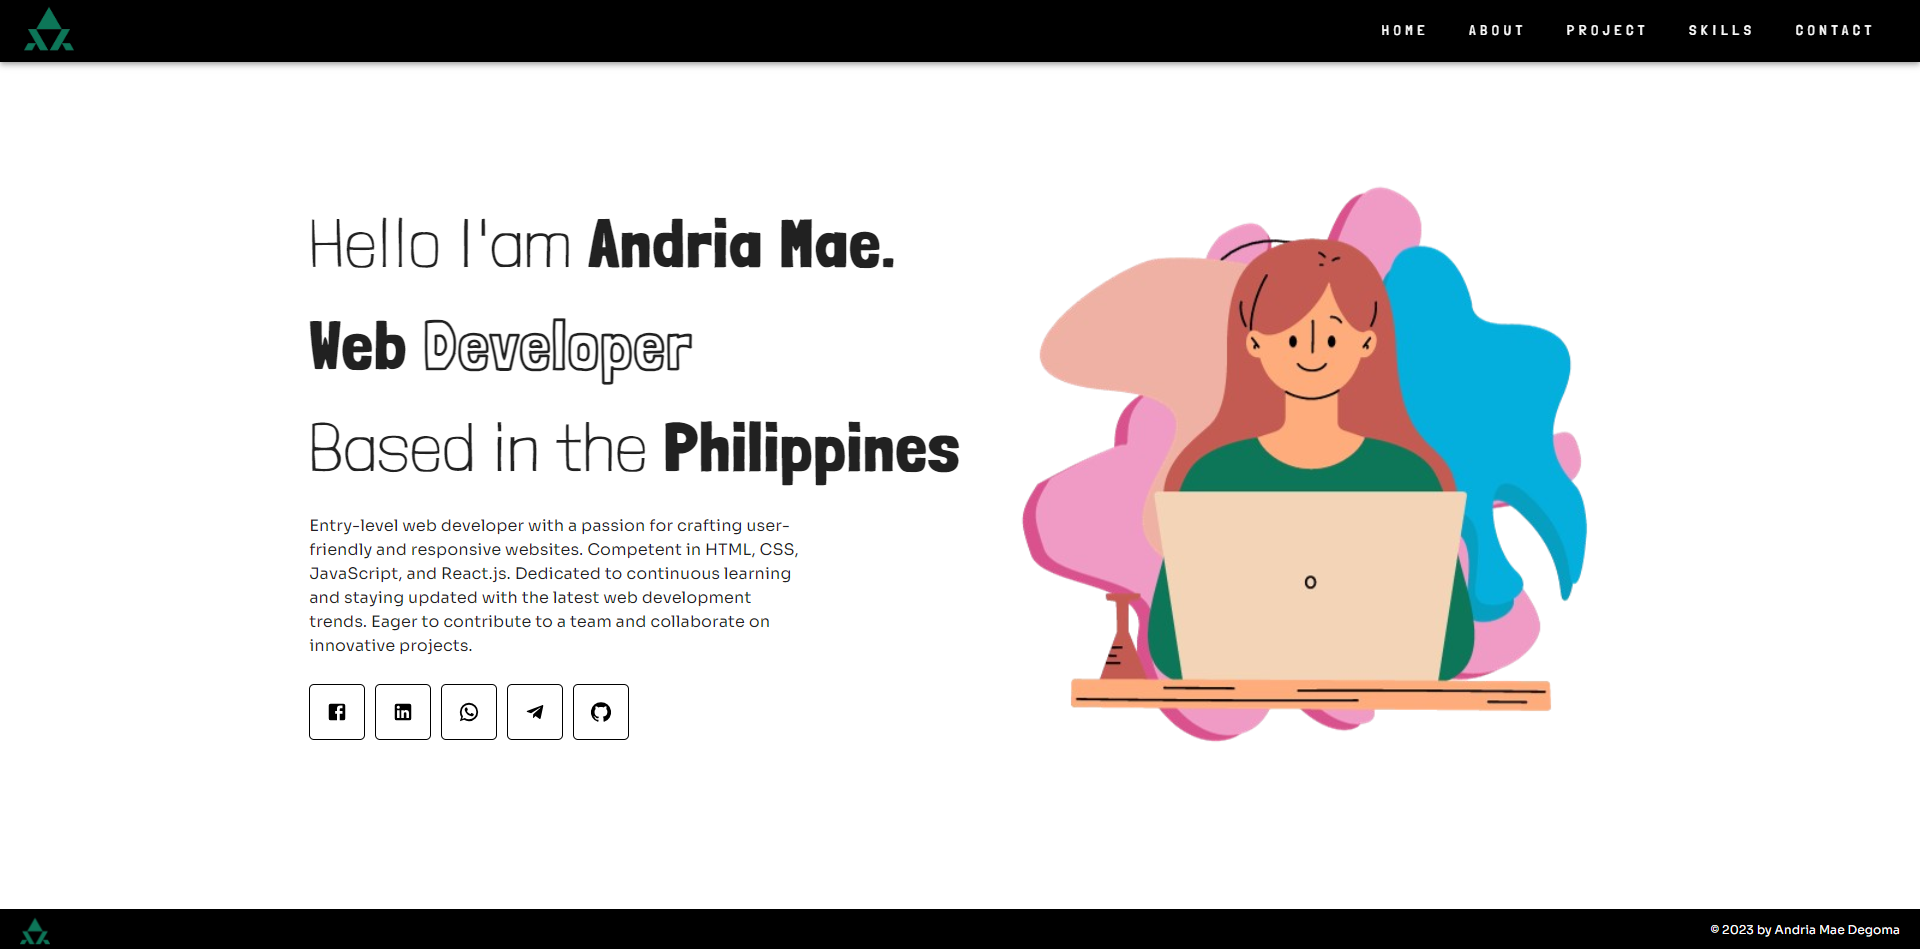 HOME ABOUT PROJECT SKILLS CONTACT
Hello I'am Andria Mae.
Web Developer
Based in the Philippines
Entry-level web developer with a passion for crafting user-
friendly and responsive websites. Competent in HTML, CSS,
JavaScript, and React.js. Dedicated to continuous learning
and staying updated with the latest web development
trends. Eager to contribute to a team and collaborate on
innovative projects.
© 2023 by Andria Mae Degoma